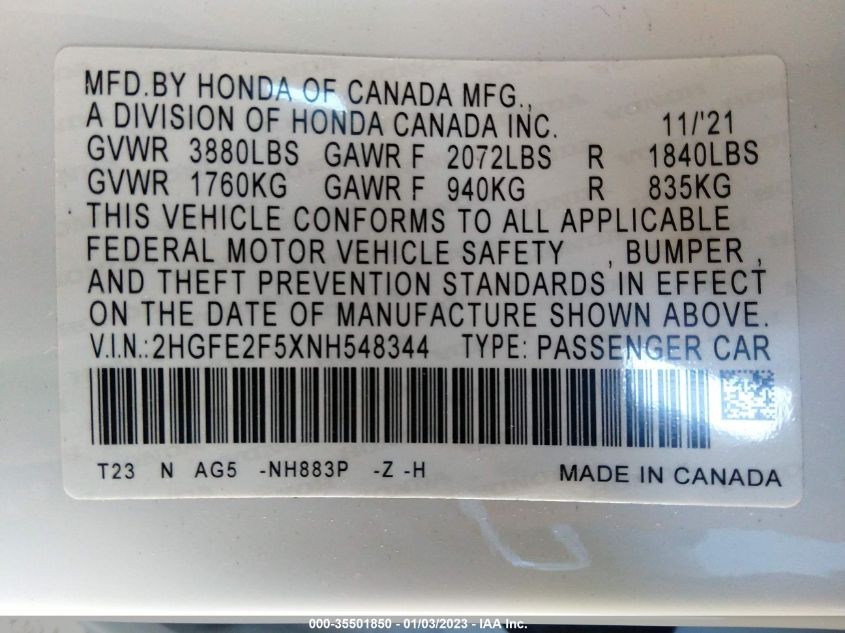 MFD.BY HONDA OF CANADA MFG.,
A DIVISION OF HONDA CANADA INC. 11/'21
GVWR 3880LBS GAWR F 2072LBS R 1840LBS
GVWR 1760KG GAWR F 940KG R 835KG
THIS VEHICLE CONFORMS TO ALL APPLICABLE
FEDERAL MOTOR VEHICLE SAFETY , BUMPER ,
AND THEFT PREVENTION STANDARDS IN EFFECT
ON THE DATE OF MANUFACTURE SHOWN ABOVE.
V.I.N.:2HGFE2F5XNH548344 TYPE: PASSENGER CAR
T23 N AG5 -NH883P -Z -H MADE IN CANADA
000-35501850 - 01/03/2023 - IAA Inc.